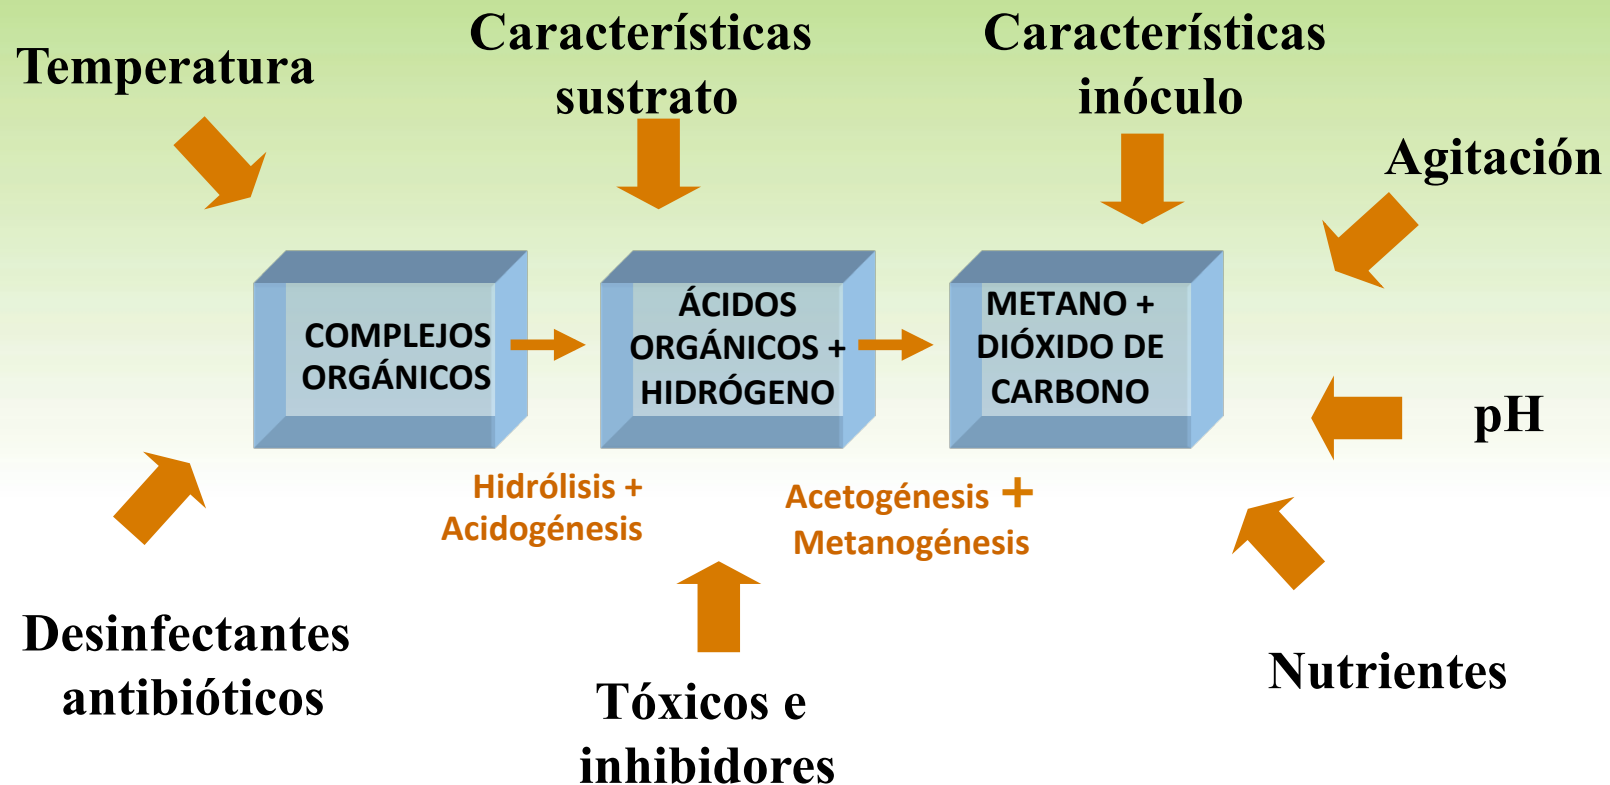 Temperatura
Características
sustrato
Características
inóculo
Agitación
COMPLEJOS
ORGÁNICOS
ÁCIDOS
ORGÁNICOS +
HIDRÓGENO
METANO +
DIÓXIDO DE
CARBONO
pH
Hidrólisis +
Acidogénesis
Acetogénesis +
Metanogénesis
Desinfectantes
antibióticos
Tóxicos e
inhibidores
Nutrientes